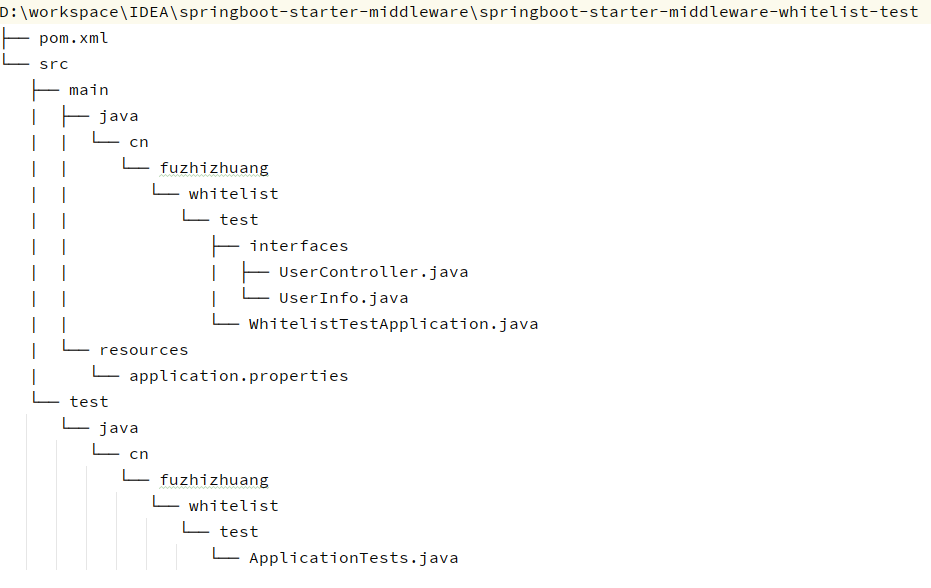 D:\workspace\IDEA\springboot-starter-middleware\springboot-starter-middleware-whitelist-test
├── pom.xml
└── src
   ├── main
   |  ├── java
   |  |  └── cn
   |  |     └── fuzhizhuang
   |  |        └── whitelist
   |  |           └── test
   |  |              ├── interfaces
   |  |              |  ├── UserController.java
   |  |              |  └── UserInfo.java
   |  |              └── WhitelistTestApplication.java
   |  └── resources
   |     └── application.properties
   └── test
      └── java
         └── cn
            └── fuzhizhuang
               └── whitelist
                  └── test
                     └── ApplicationTests.java